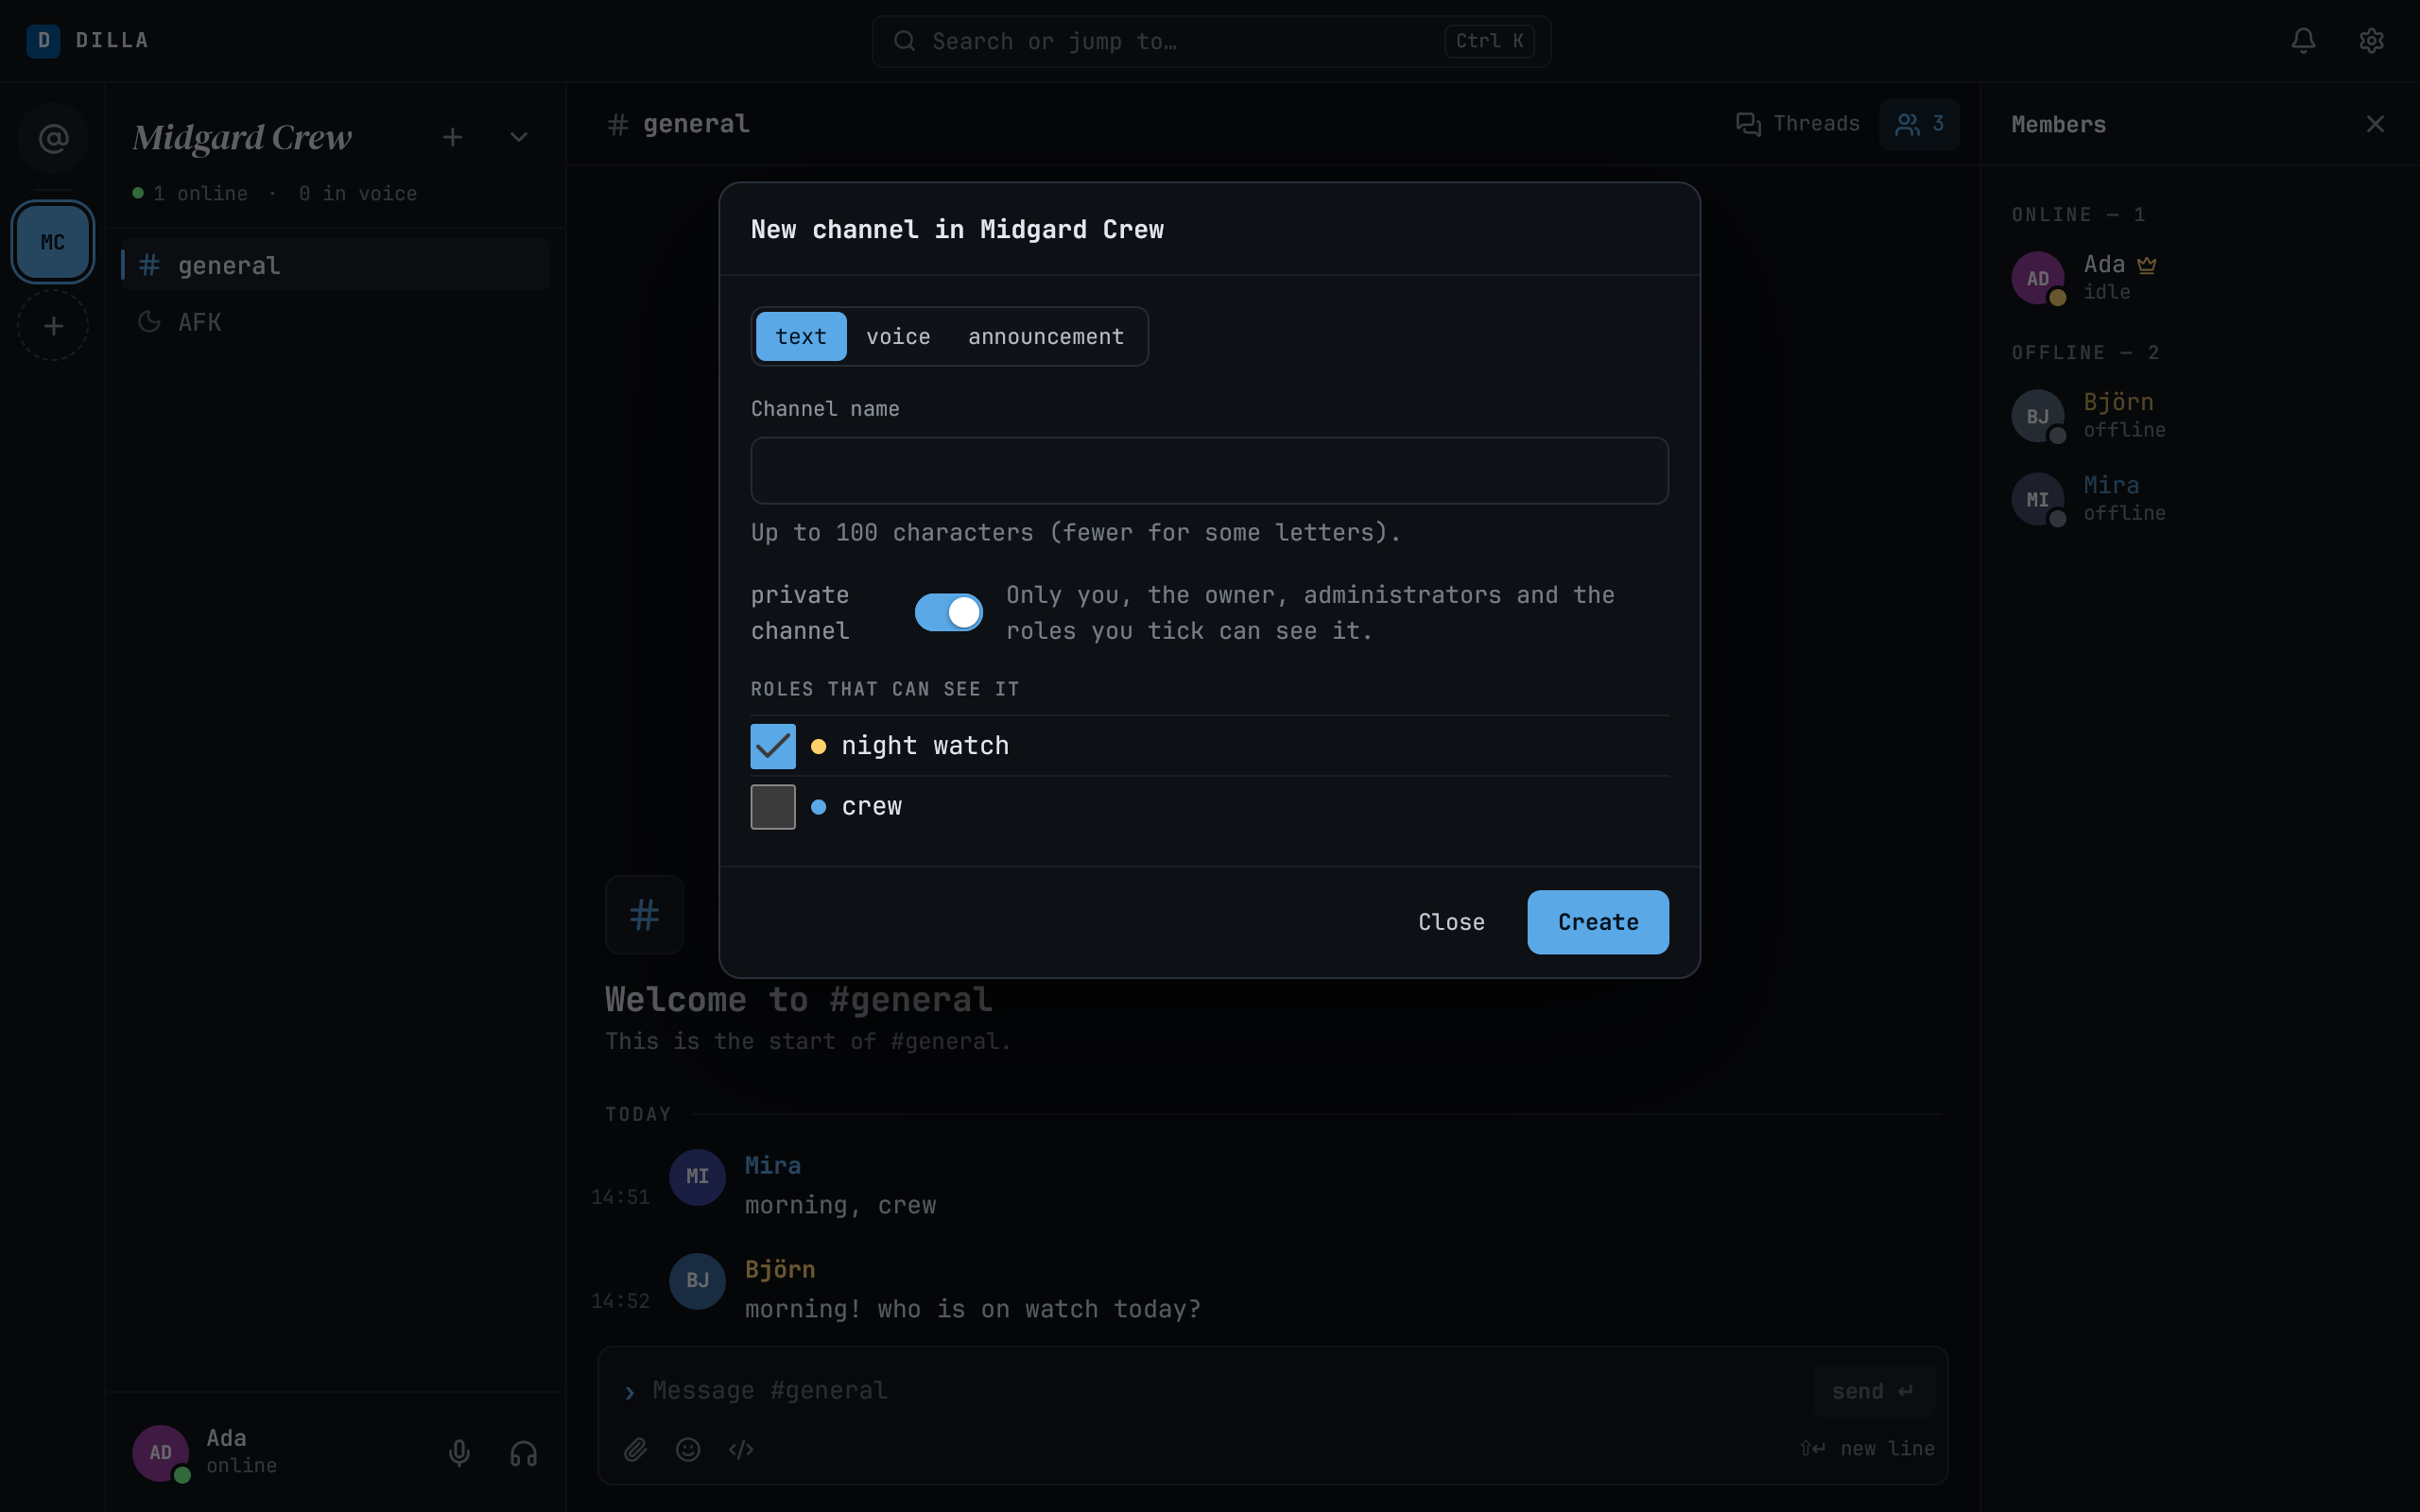 D DILLA
Search or jump to…
Ctrl K
Midgard Crew
1 online · 0 in voice
MC
general
AFK
general
Threads
3
Members
ONLINE — 1
AD
Ada
idle
OFFLINE — 2
BJ
Björn
offline
MI
Mira
offline
New channel in Midgard Crew
text voice announcement
Channel name
Up to 100 characters (fewer for some letters).
private
channel
Only you, the owner, administrators and the
roles you tick can see it.
ROLES THAT CAN SEE IT
night watch
crew
Close
Create
Welcome to #general
This is the start of #general.
TODAY
14:51
MI
Mira
morning, crew
14:52
BJ
Björn
morning! who is on watch today?
› Message #general
send ↵
⇧↵ new line
AD
Ada
online